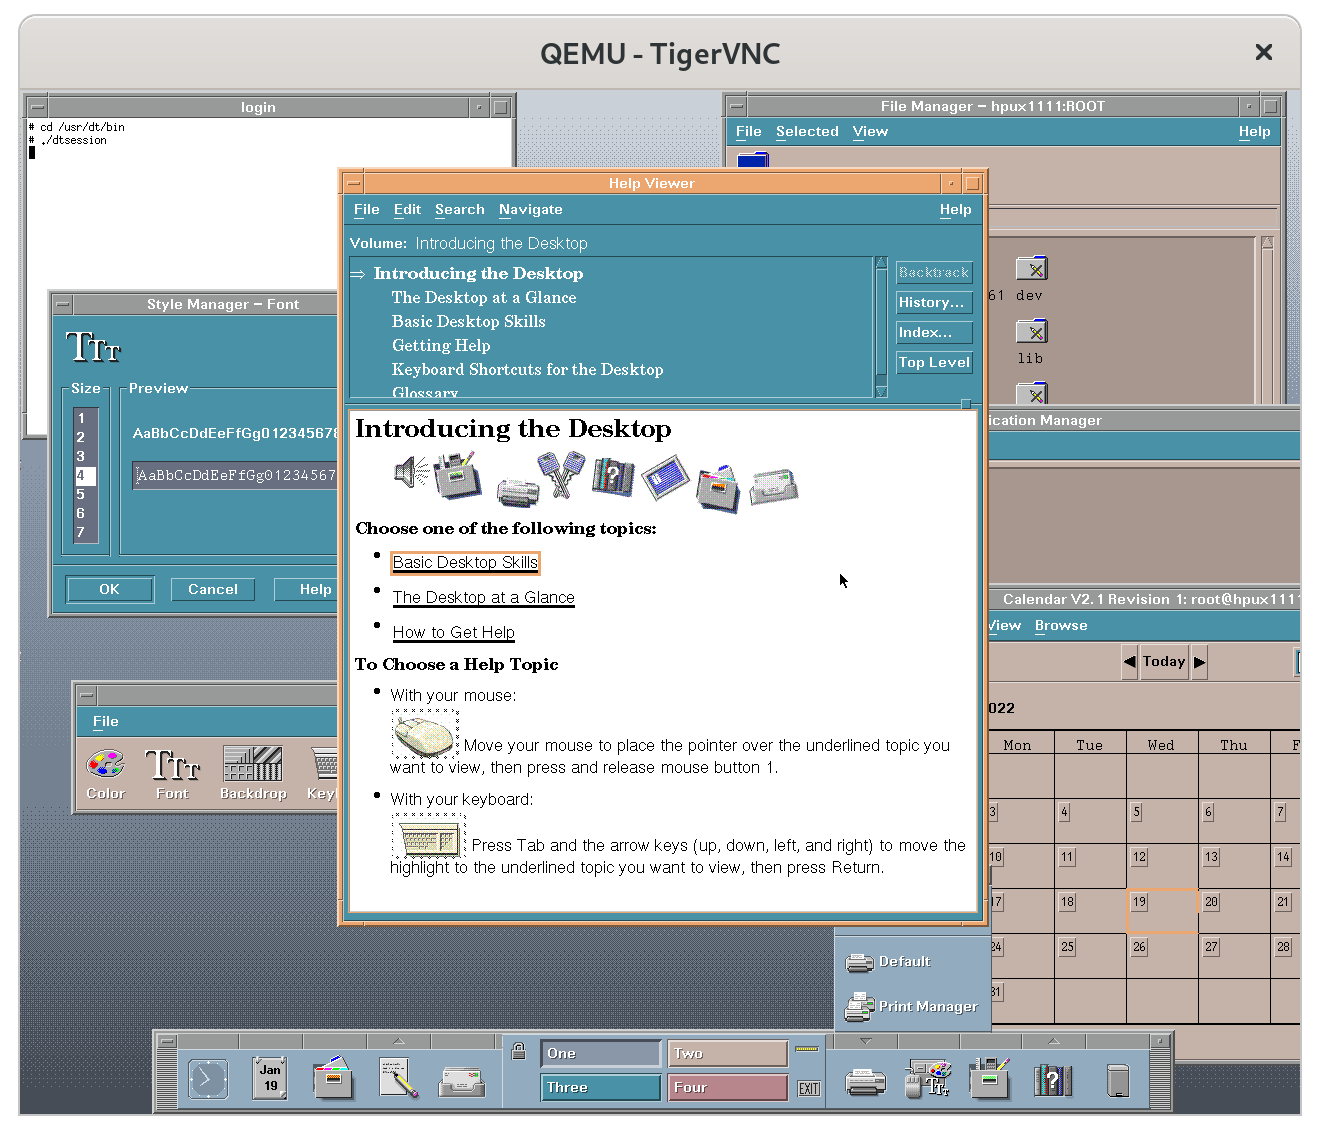 QEMU - TigerVNC
login
# cd /usr/dt/bin
# ./dtsession
File Manager - hpux1111:ROOT
File Selected View Help
61 dev
lib
Help Viewer
File Edit Search Navigate Help
Volume: Introducing the Desktop
⇒ Introducing the Desktop
The Desktop at a Glance
Basic Desktop Skills
Getting Help
Keyboard Shortcuts for the Desktop
Glossary
Backtrack
History...
Index...
Top Level
Introducing the Desktop
?
Choose one of the following topics:
• Basic Desktop Skills
• The Desktop at a Glance
• How to Get Help
To Choose a Help Topic
• With your mouse:
Move your mouse to place the pointer over the underlined topic you
want to view, then press and release mouse button 1.
• With your keyboard:
Press Tab and the arrow keys (up, down, left, and right) to move the
highlight to the underlined topic you want to view, then press Return.
Style Manager - Font
TTT
Size
1
2
3
4
5
6
7
Preview
AaBbCcDdEeFfGg012345678
AaBbCcDdEeFfGg01234567
OK Cancel Help
File
TTT
Color Font Backdrop Key
ication Manager
Calendar V2.1 Revision 1: root@hpux1111
View Browse
Today
022
Mon Tue Wed Thu F
3 4 5 6 7
10 11 12 13 14
17 18 19 20 21
24 25 26 27 28
31
Default
Print Manager
Jan
19
One Two
Three Four
EXIT
TTT
?